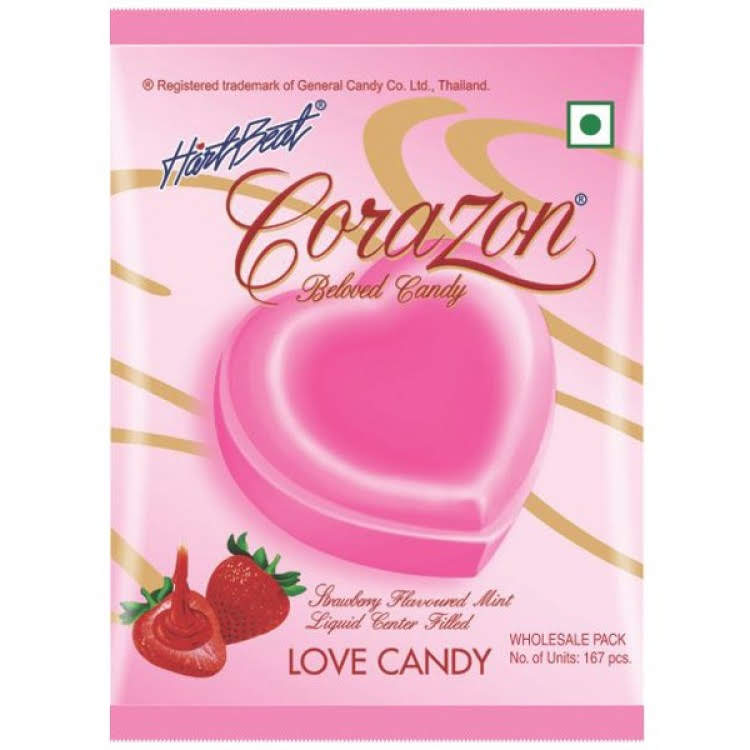 ® Registered trademark of General Candy Co. Ltd., Thailand.
HartBeat®
Corazon®
Beloved Candy
Strawberry Flavoured Mint
Liquid Center Filled
LOVE CANDY
WHOLESALE PACK
No. of Units: 167 pcs.